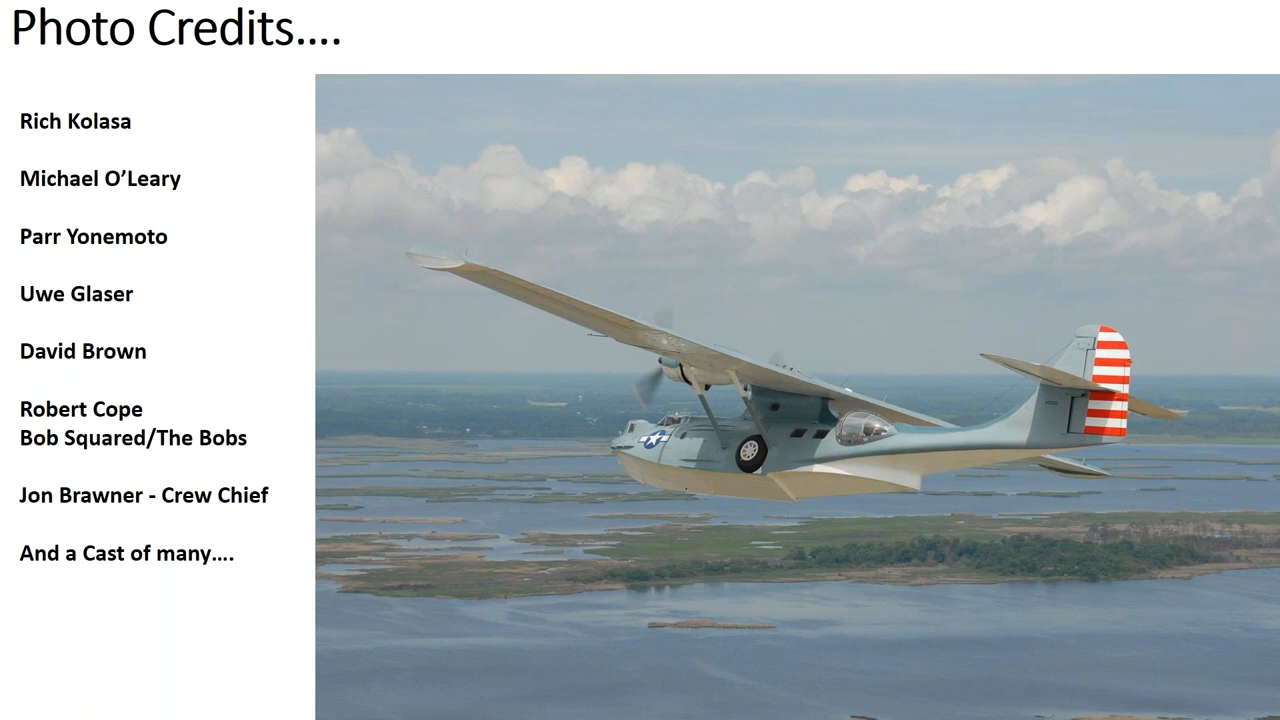 Photo Credits....
Rich Kolasa
Michael O’Leary
Parr Yonemoto
Uwe Glaser
David Brown
Robert Cope
Bob Squared/The Bobs
Jon Brawner - Crew Chief
And a Cast of many....